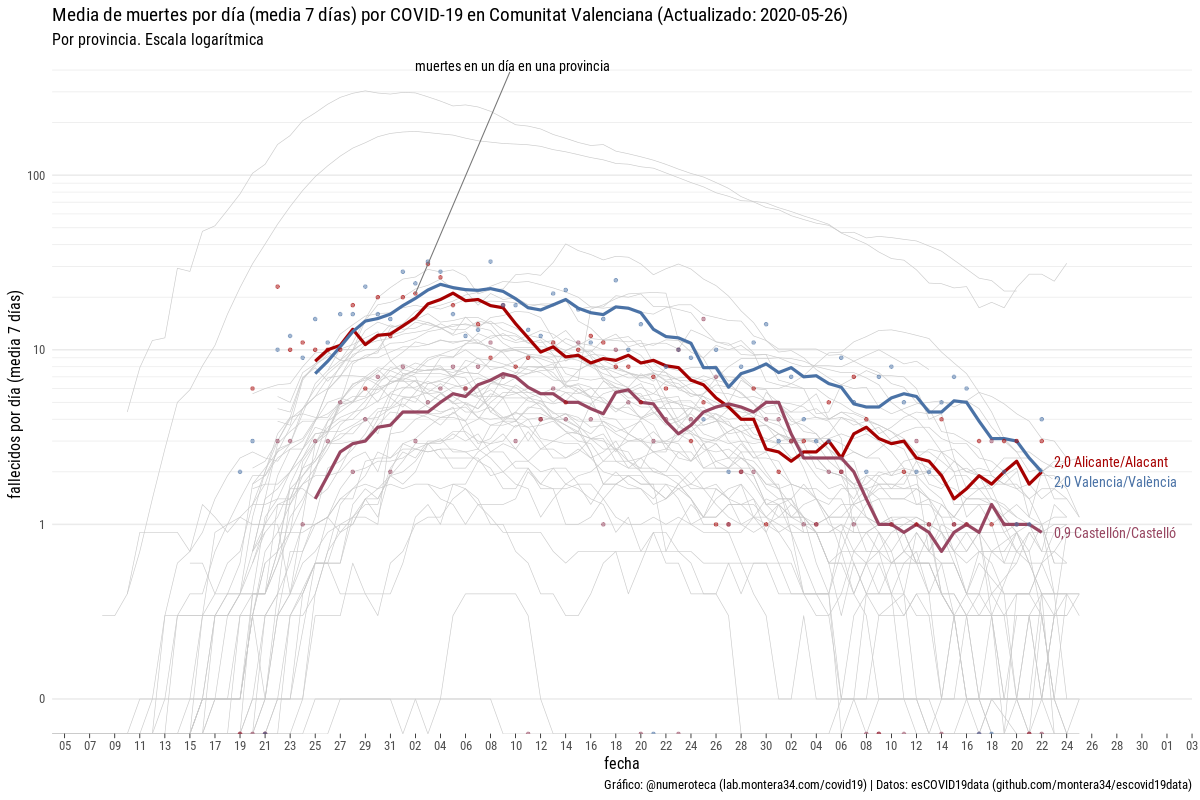 Media de muertes por día (media 7 días) por COVID-19 en Comunitat Valenciana (Actualizado: 2020-05-26)
Por provincia. Escala logarítmica
muertes en un día en una provincia
fallecidos por día (media 7 días)
100
10
1
0
2,0 Alicante/Alacant
2,0 Valencia/València
0,9 Castellón/Castelló
05 07 09 11 13 15 17 19 21 23 25 27 29 31 02 04 06 08 10 12 14 16 18 20 22 24 26 28 30 02 04 06 08 10 12 14 16 18 20 22 24 26 28 30 01 03
fecha
Gráfico: @numeroteca (lab.montera34.com/covid19) | Datos: esCOVID19data (github.com/montera34/escovid19data)